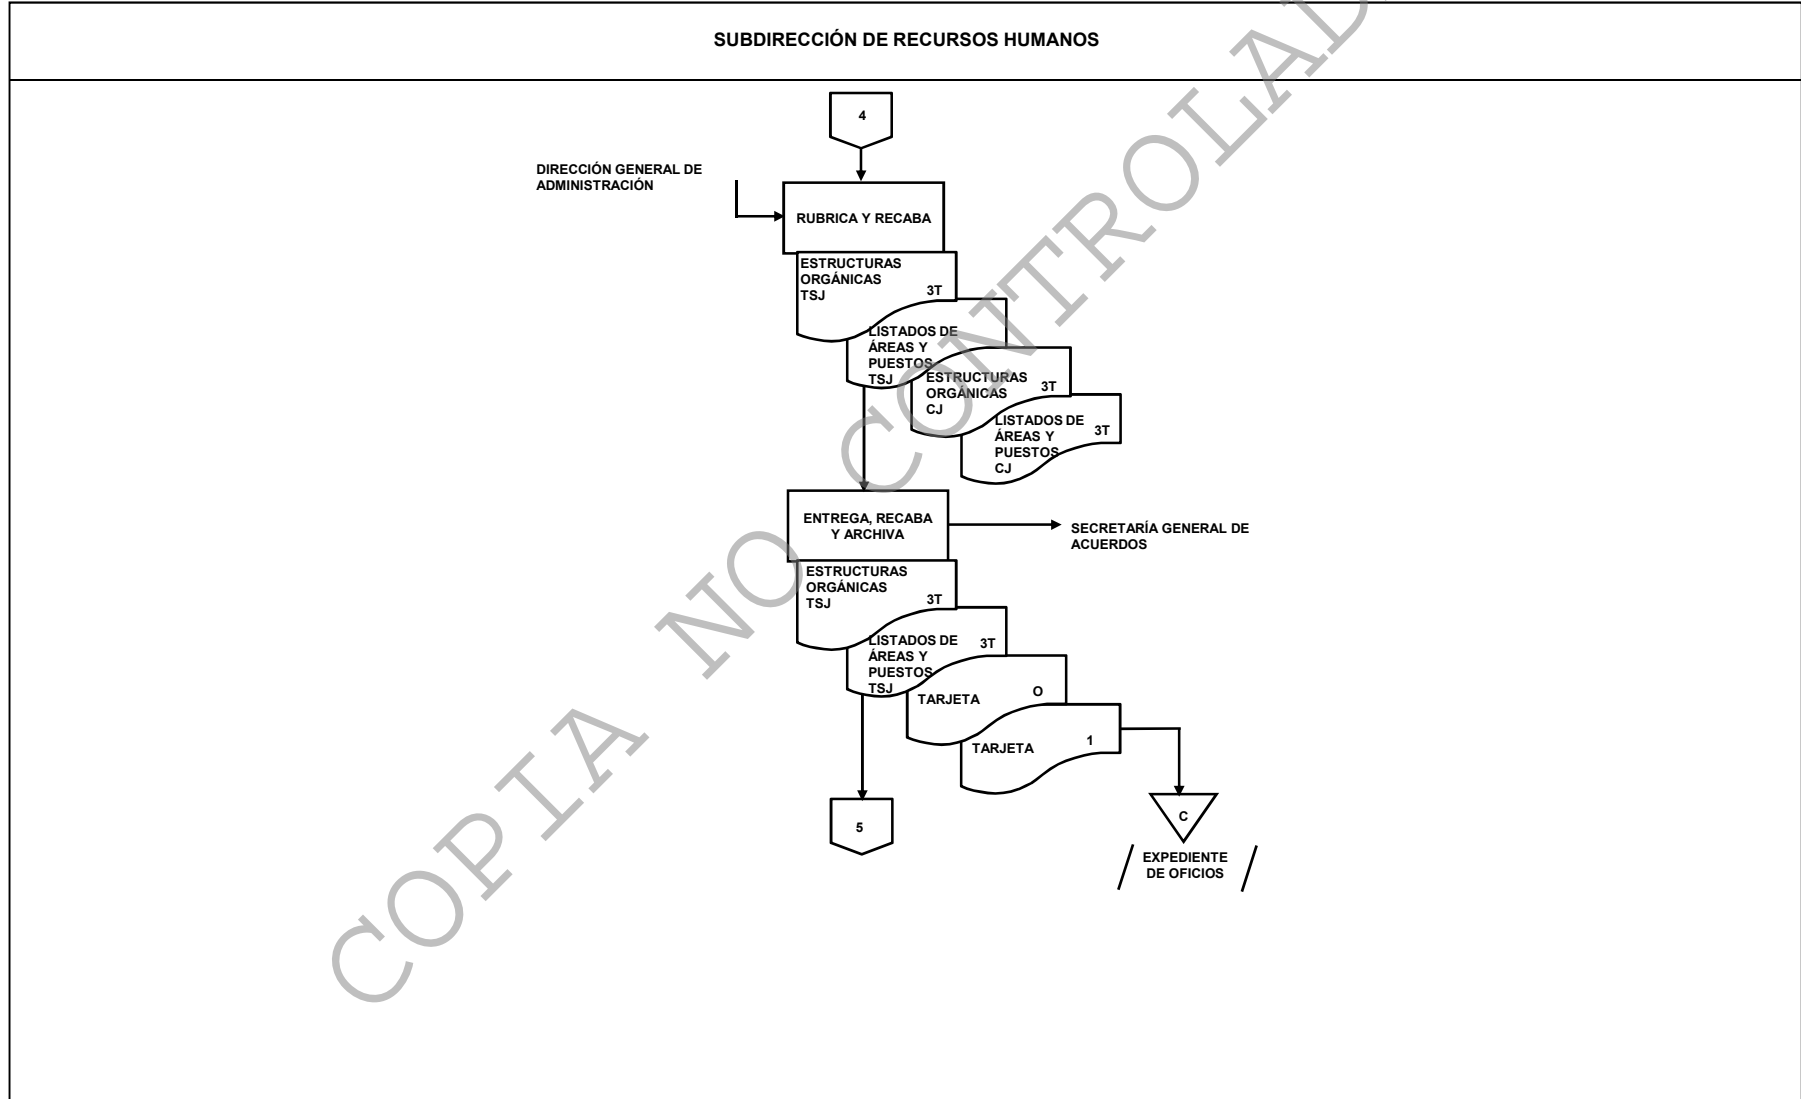 SUBDIRECCIÓN DE RECURSOS HUMANOS
4
DIRECCIÓN GENERAL DE
ADMINISTRACIÓN
RUBRICA Y RECABA
ESTRUCTURAS
ORGÁNICAS
TSJ
3T
LISTADOS DE
ÁREAS Y
PUESTOS
TSJ
ESTRUCTURAS
ORGÁNICAS
CJ
3T
LISTADOS DE
ÁREAS Y
PUESTOS
CJ
3T
ENTREGA, RECABA
Y ARCHIVA
SECRETARÍA GENERAL DE
ACUERDOS
ESTRUCTURAS
ORGÁNICAS
TSJ
3T
LISTADOS DE
ÁREAS Y
PUESTOS
TSJ
3T
TARJETA
O
TARJETA
1
5
C
EXPEDIENTE
DE OFICIOS
COPIA NO CONTROLAD